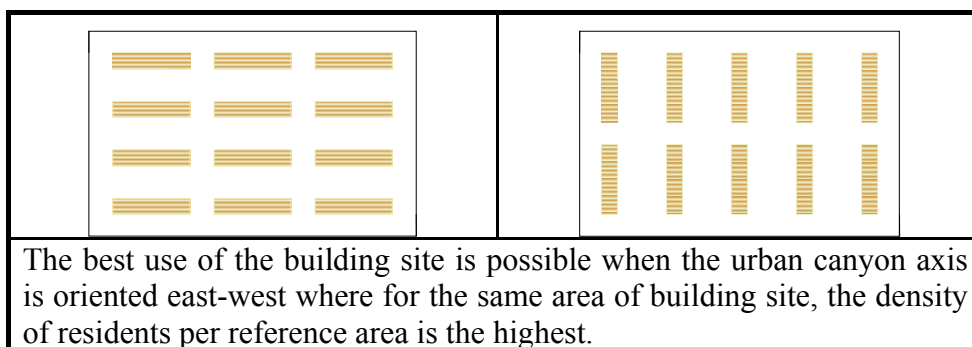 The best use of the building site is possible when the urban canyon axis
is oriented east-west where for the same area of building site, the density
of residents per reference area is the highest.